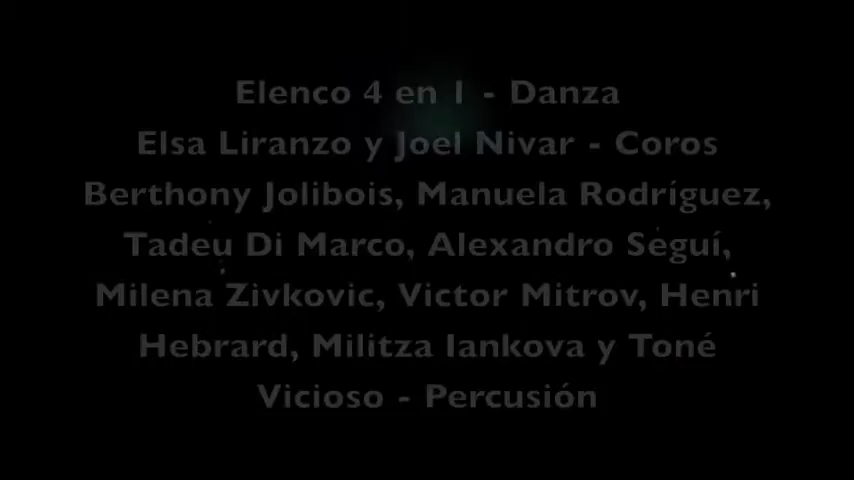 Elenco 4 en 1 - Danza
Elsa Liranzo y Joel Nivar - Coros
Berthony Jolibois, Manuela Rodríguez,
Tadeu Di Marco, Alexandro Seguí,
Milena Zivkovic, Victor Mitrov, Henri
Hebrard, Militza Iankova y Toné
Vicioso - Percusión